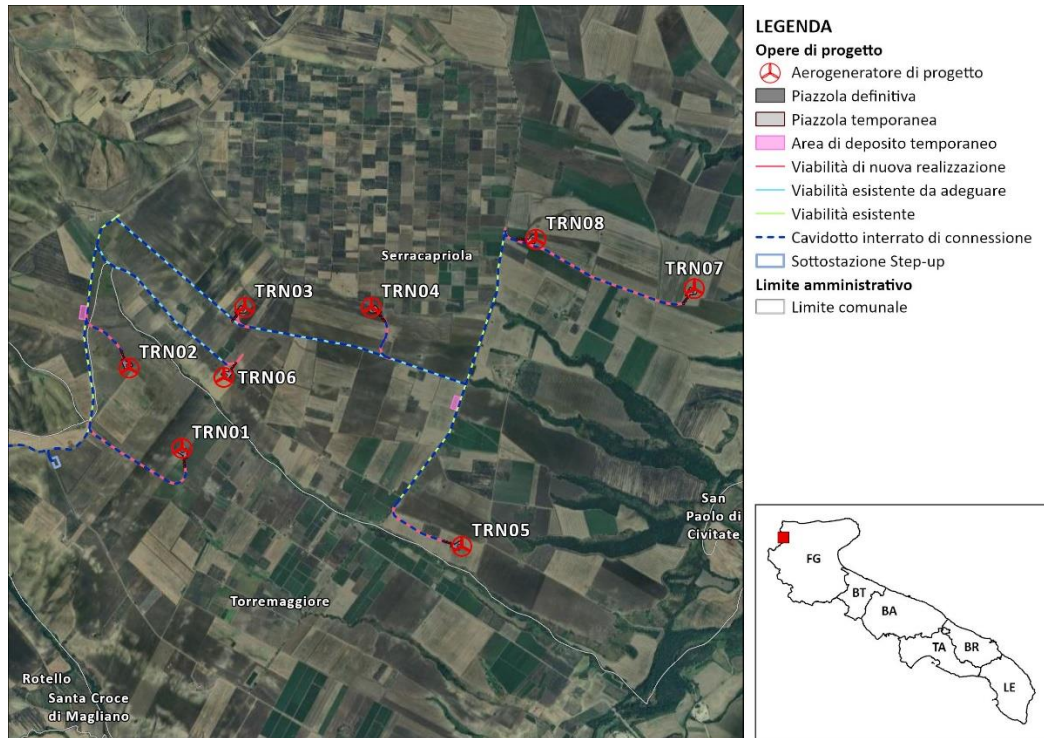 TRN08
Serracapriola
TRN07
TRN03
TRN04
TRN02
TRN06
TRN01
San
Paolo di
Civitate
TRN05
Torremaggiore
Rotello
Santa Croce
di Magliano
LEGENDA
Opere di progetto
Aerogeneratore di progetto
Piazzola definitiva
Piazzola temporanea
Area di deposito temporaneo
Viabilità di nuova realizzazione
Viabilità esistente da adeguare
Viabilità esistente
Cavidotto interrato di connessione
Sottostazione Step-up
Limite amministrativo
Limite comunale
FG
BT
BA
TA
BR
LE